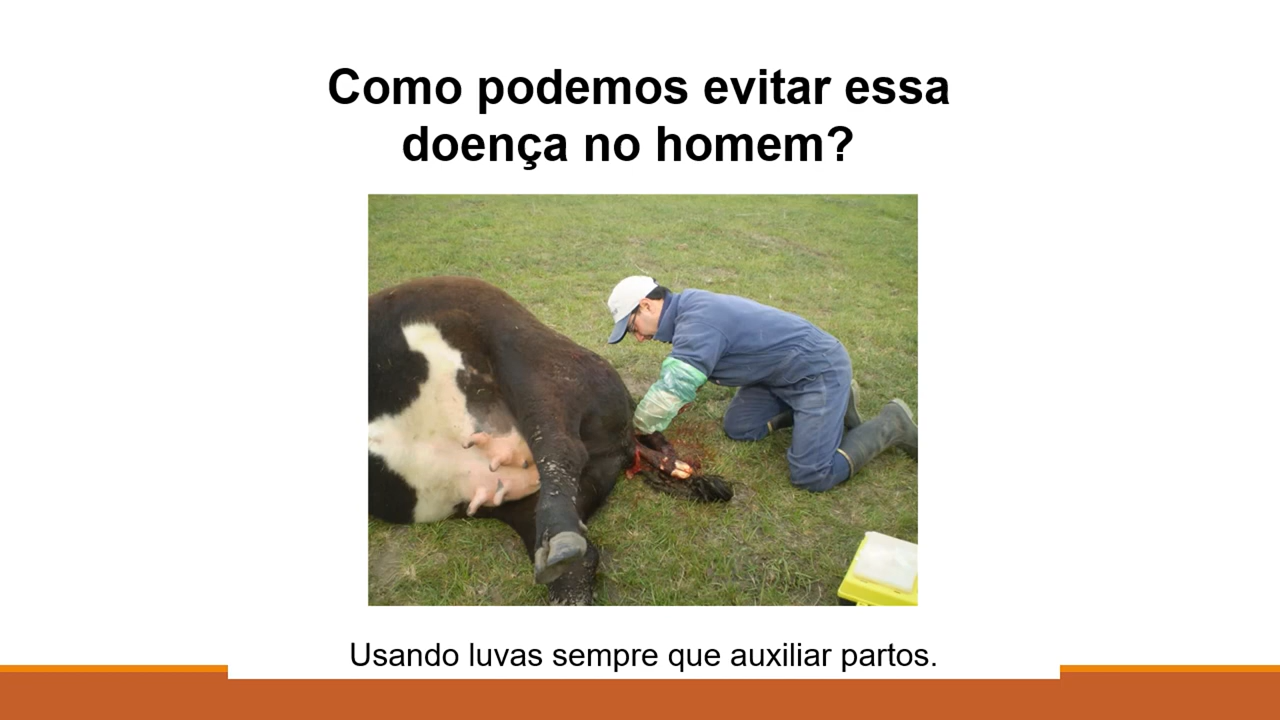 Como podemos evitar essa
doença no homem?
Usando luvas sempre que auxiliar partos.